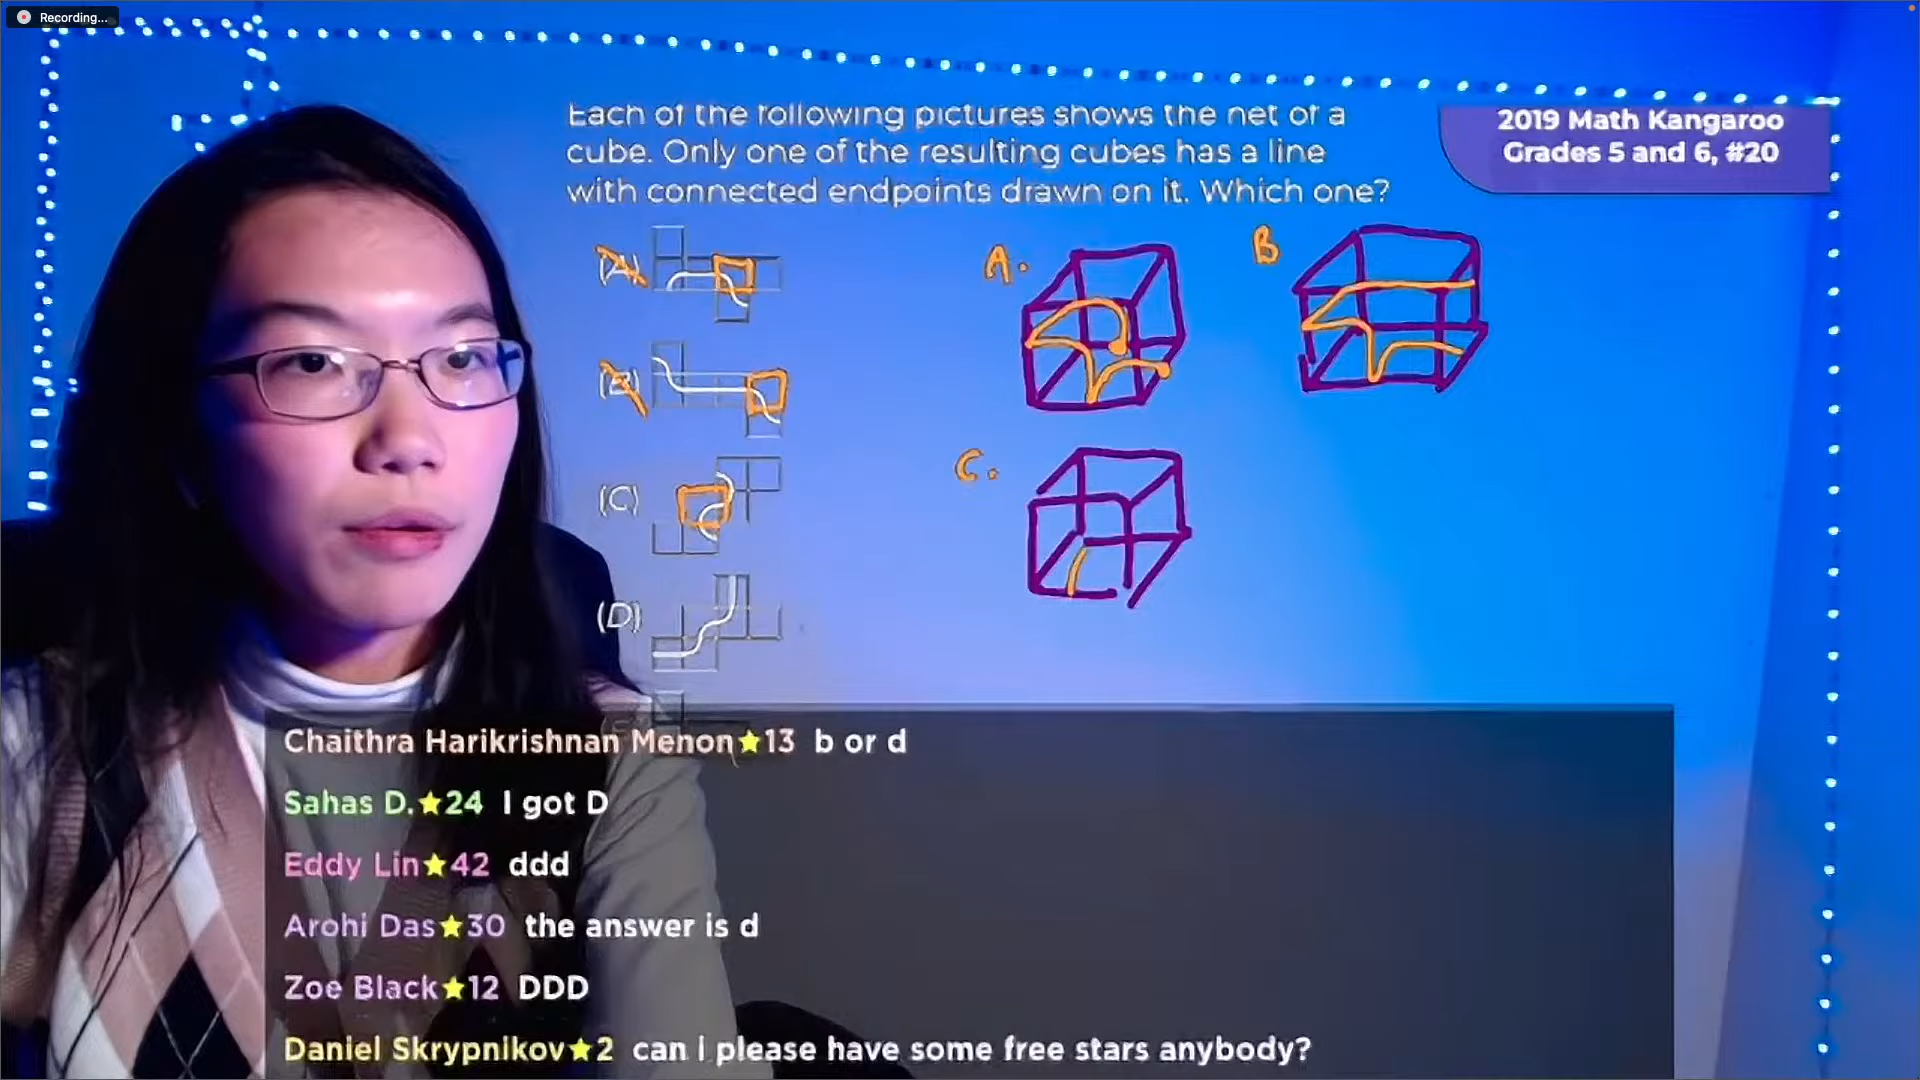 Recording...
Each of the following pictures shows the net of a
cube. Only one of the resulting cubes has a line
with connected endpoints drawn on it. Which one?
2019 Math Kangaroo
Grades 5 and 6, #20
(A)
(B)
(C)
(D)
A.
B
C.
Chaithra Harikrishnan Menon★13 b or d
Sahas D.★24 I got D
Eddy Lin★42 ddd
Arohi Das★30 the answer is d
Zoe Black★12 DDD
Daniel Skrypnikov★2 can i please have some free stars anybody?